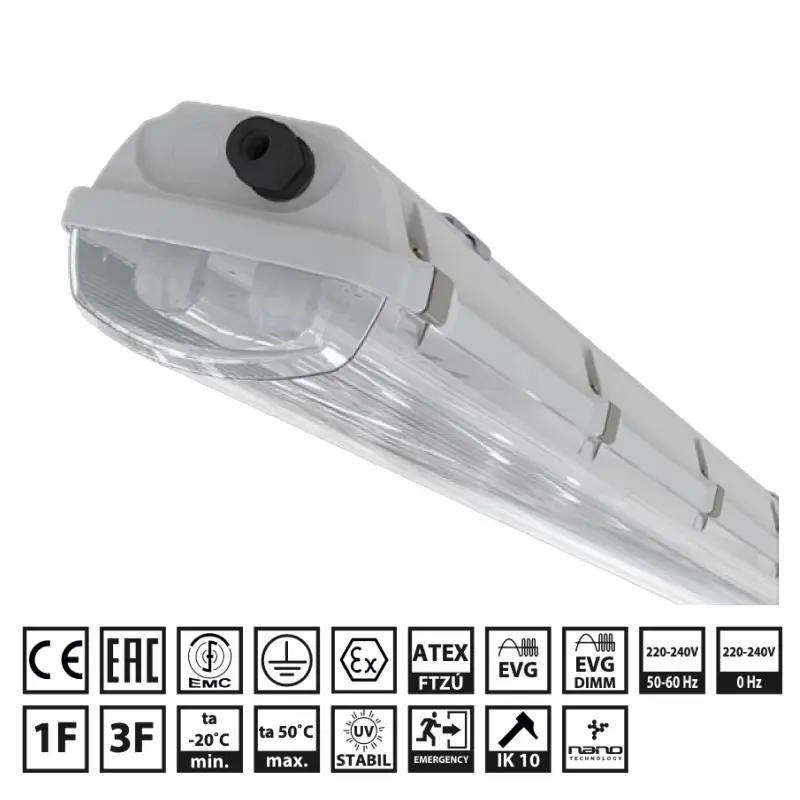 CE
EAC
EMC
Ex
ATEX
FTZÚ
EVG
EVG
DIMM
220-240V
50-60 Hz
220-240V
0 Hz
1F
3F
ta
-20°C
min.
ta 50°C
max.
UV
STABIL
EMERGENCY
IK 10
nano
TECHNOLOGY